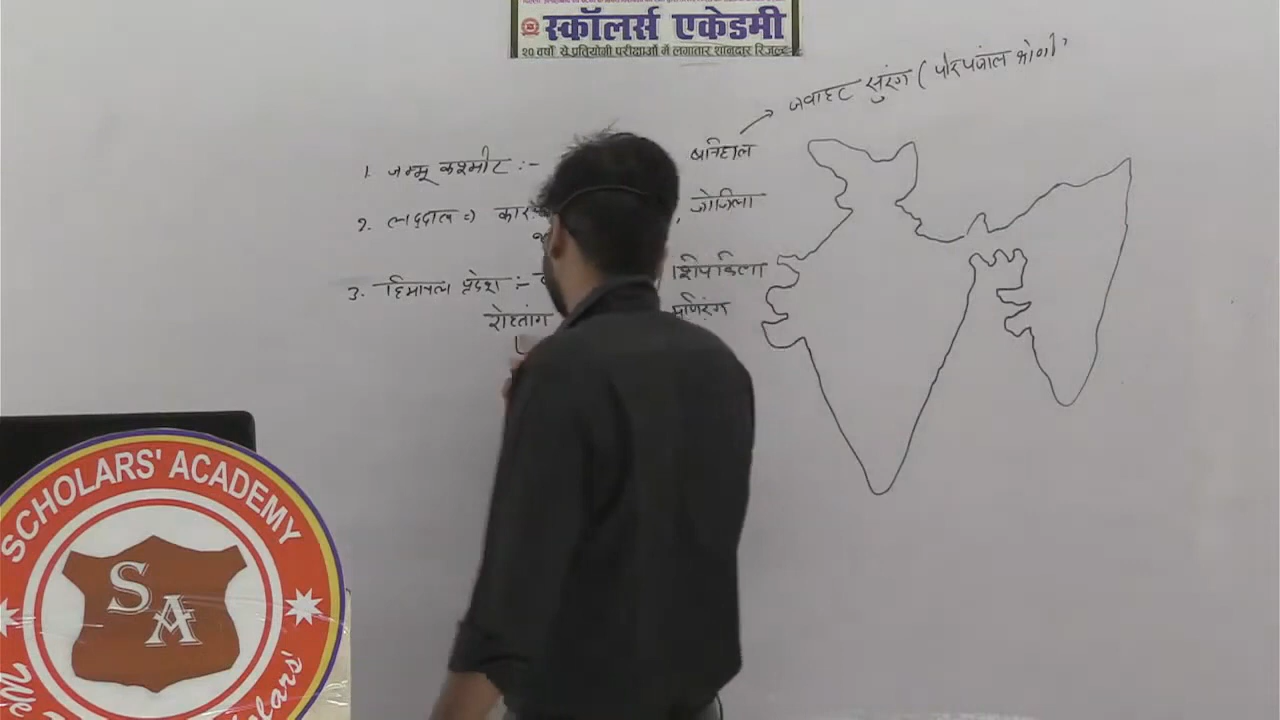 स्कॉलर्स एकेडमी
२० वर्षों से प्रतियोगी परीक्षाओं में लगातार शानदार रिजल्ट
जवाहर सुरंग ( पीरपंजाल श्रेणी
1. जम्मू कश्मीर :- बनिहाल
2. लद्दाख => , जोजिला
3. हिमाचल प्रदेश :- शिपकिला
रोहतांग
SCHOLARS' ACADEMY
SA